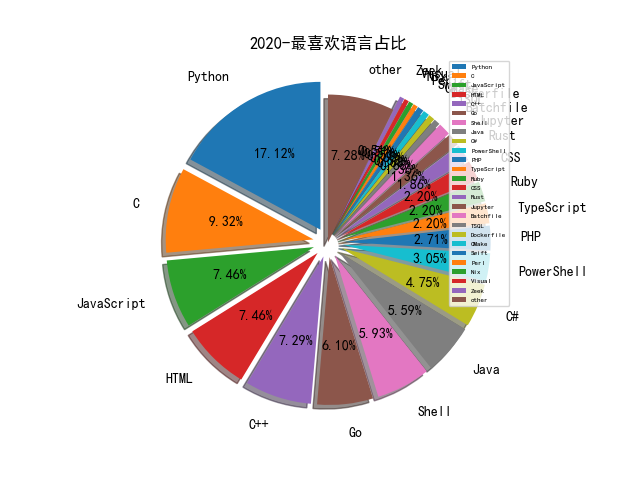 2020-最喜欢语言占比
Python
C
JavaScript
HTML
C++
Go
Shell
Java
C#
PowerShell
PHP
TypeScript
Ruby
CSS
Rust
other
17.12%
9.32%
7.46%
7.46%
7.29%
6.10%
5.93%
5.59%
4.75%
3.05%
2.71%
2.20%
2.20%
2.20%
1.86%
1.36%
7.28%
Python
C
JavaScript
HTML
C++
Go
Shell
Java
C#
PowerShell
PHP
TypeScript
Ruby
CSS
Rust
Jupyter
Batchfile
TSQL
Dockerfile
CMake
Swift
Perl
Nix
Visual
Zeek
other